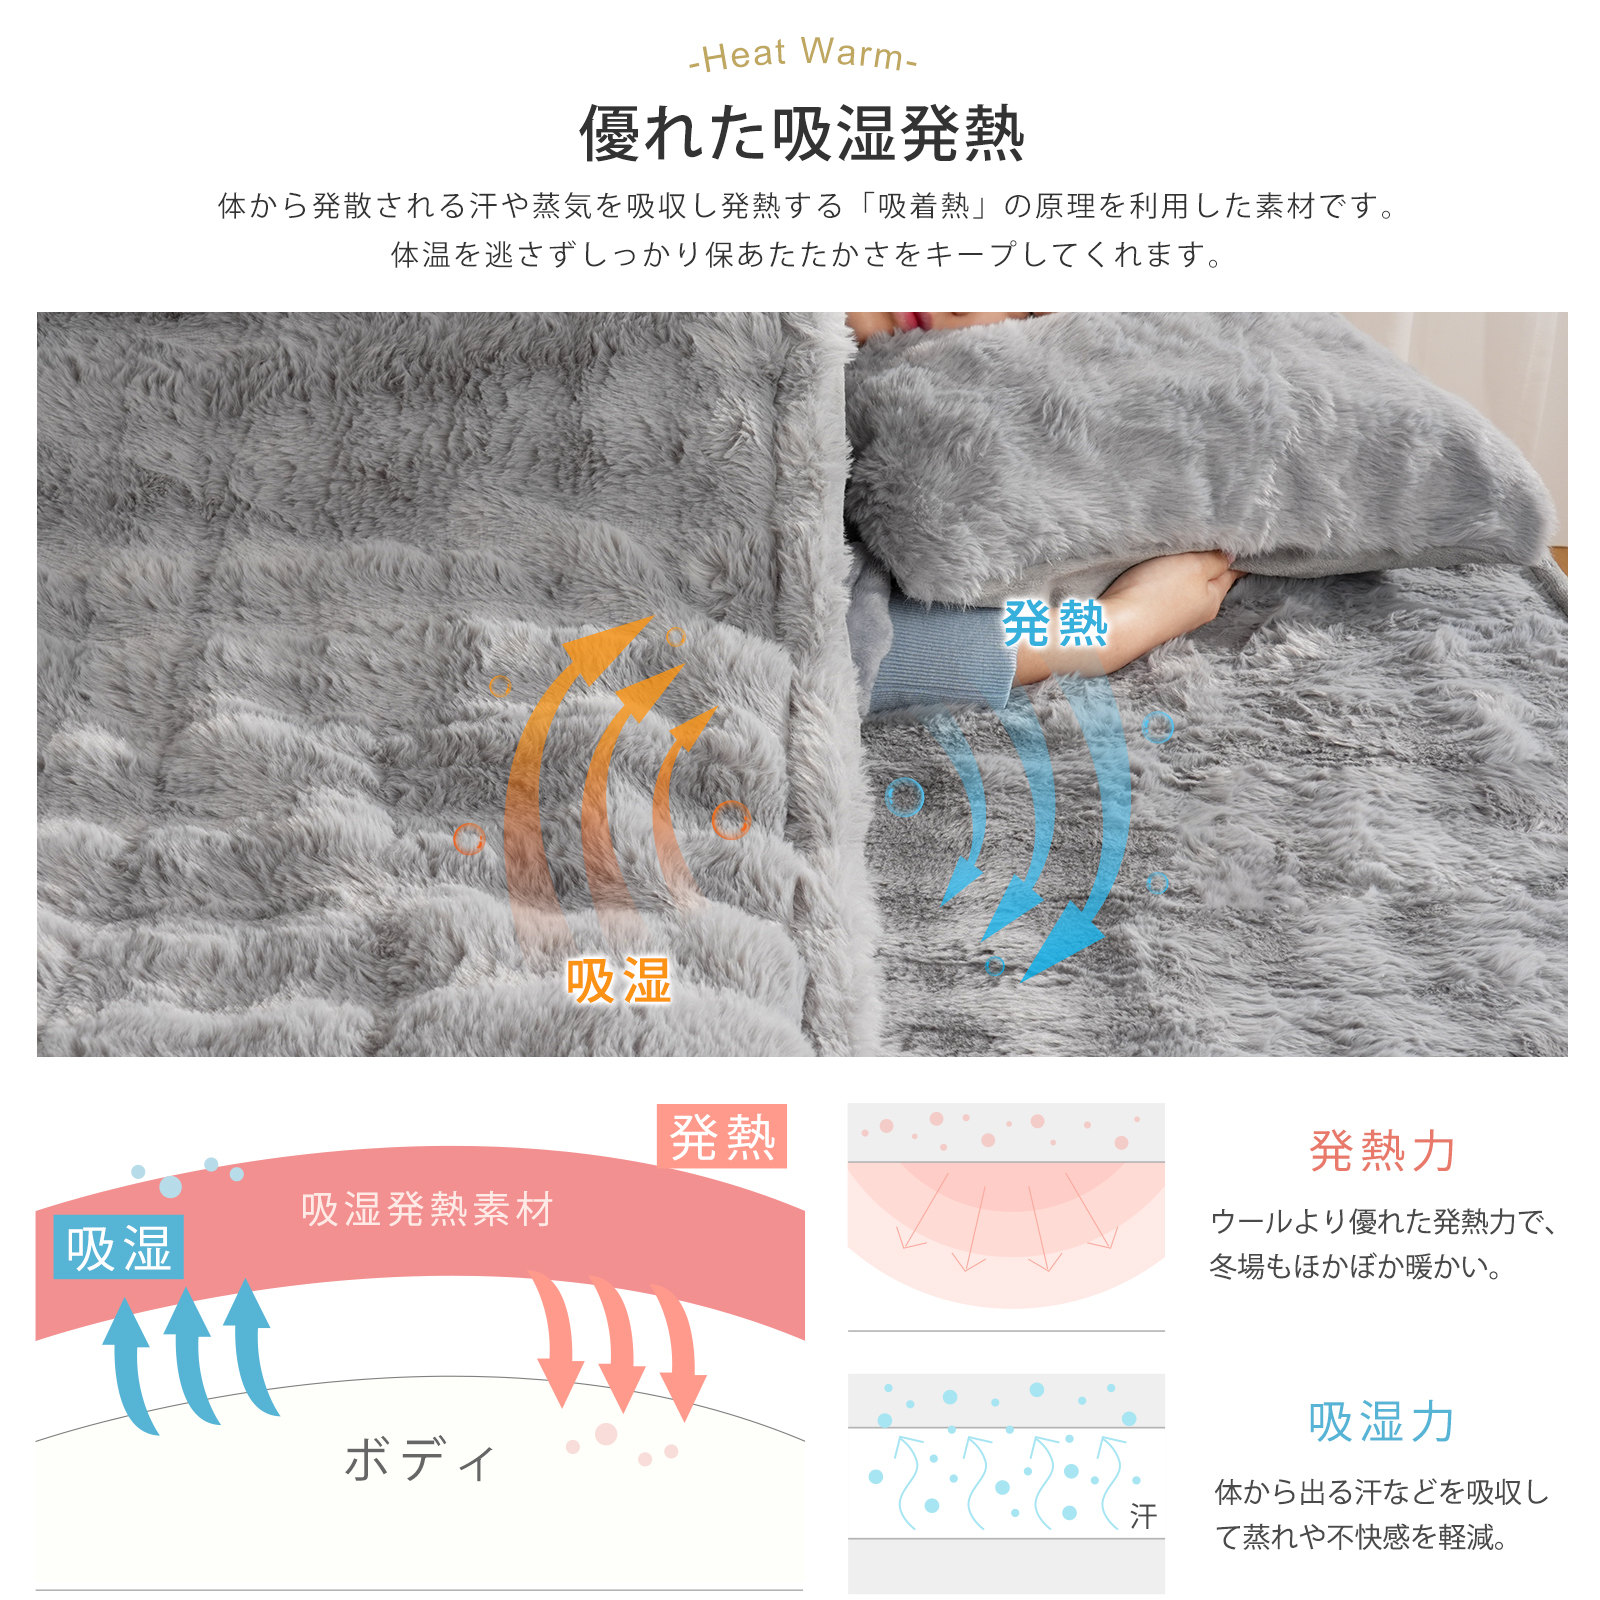 -Heat Warm-
優れた吸湿発熱
体から発散される汗や蒸気を吸収し発熱する「吸着熱」の原理を利用した素材です。
体温を逃さずしっかり保あたたかさをキープしてくれます。
発熱
吸湿
発熱
吸湿発熱素材
吸湿
ボディ
発熱力
ウールより優れた発熱力で、
冬場もほかぼか暖かい。
汗
吸湿力
体から出る汗などを吸収し
て蒸れや不快感を軽減。